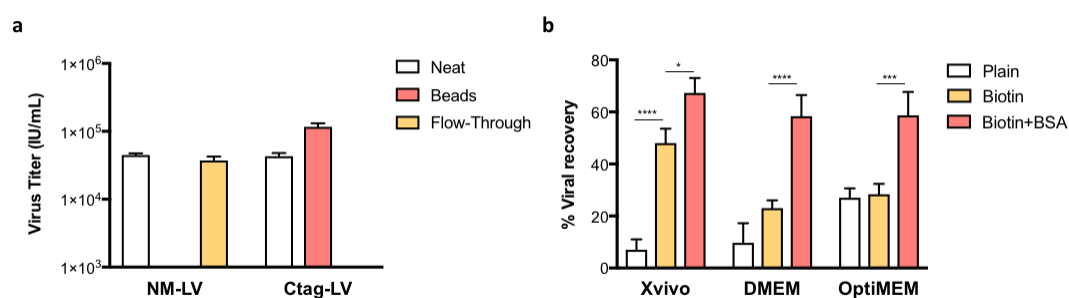 a
Virus Titer (IU/mL)
1×10⁶
1×10⁵
1×10⁴
1×10³
NM-LV
Ctag-LV
Neat
Beads
Flow-Through
b
% Viral recovery
80
60
40
20
0
****
*
****
***
Xvivo
DMEM
OptiMEM
Plain
Biotin
Biotin+BSA